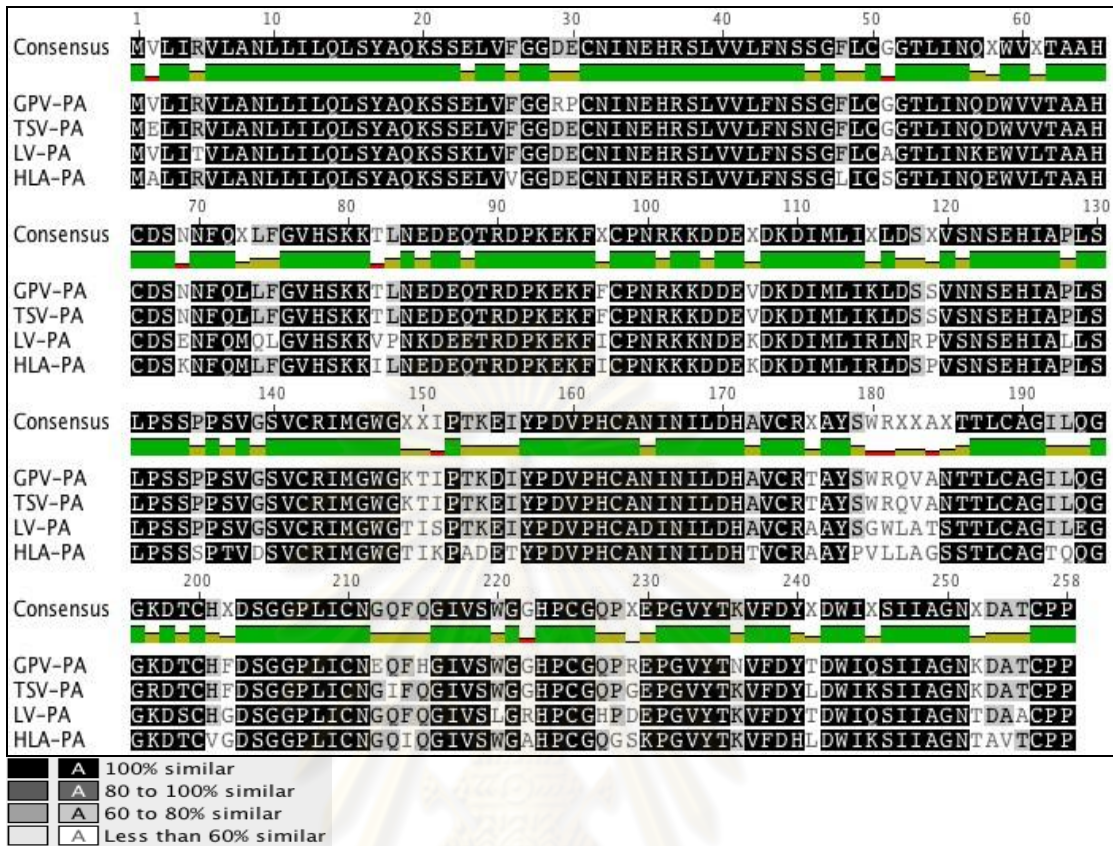 1 10 20 30 40 50 60
Consensus MVLIRVLANLLILQLSYAQKSSELVFGGDECNINEHRSLVVLFNSSGFLCGGTLINQXWVXTAAH
GPV-PA MVLIRVLANLLILQLSYAQKSSELVFGGRPCNINEHRSLVVLFNSSGFLCGGTLINQDWVVTAAH
TSV-PA MELIRVLANLLILQLSYAQKSSELVFGGDECNINEHRSLVVLFNSNGFLCGGTLINQDWVVTAAH
LV-PA MVLITVLANLLILQLSYAQKSSKLVFGGDECNINEHRSLVVLFNSSGFLCAGTLINKEWVLTAAH
HLA-PA MALIRVLANLLILQLSYAQKSSELVVGGDECNINEHRSLVVLFNSSGLICSGTLINQEWVLTAAH
70 80 90 100 110 120 130
Consensus CDSNNFQXLFGVHSKKTLNEDEQTRDPKEKFXCPNRKKDDEXDKDIMLIXLDSXVSNSEHIAPLS
GPV-PA CDSNNFQLLFGVHSKKTLNEDEQTRDPKEKFFCPNRKKDDEVDKDIMLIKLDSSVNNSEHIAPLS
TSV-PA CDSNNFQLLFGVHSKKTLNEDEQTRDPKEKFFCPNRKKDDEVDKDIMLIKLDSSVSNSEHIAPLS
LV-PA CDSENFQMQLGVHSKKVPNKDEETRDPKEKFICPNRKKNDEKDKDIMLIRLNRPVSNSEHIALLS
HLA-PA CDSKNFQMLFGVHSKKILNEDEQTRDPKEKFICPNRKKDDEKDKDIMLIRLDSPVSNSEHIAPLS
140 150 160 170 180 190
Consensus LPSSPPSVGSVCRIMGWGXXIPTKEIYPDVPHCANINILDHAVCRXAYSWRXXAXTTLCAGILQG
GPV-PA LPSSPPSVGSVCRIMGWGKTIPTKDIYPDVPHCANINILDHAVCRTAYSWRQVANTTLCAGILQG
TSV-PA LPSSPPSVGSVCRIMGWGKTIPTKEIYPDVPHCANINILDHAVCRTAYSWRQVANTTLCAGILQG
LV-PA LPSSPPSVGSVCRIMGWGTISPTKEIYPDVPHCADINILDHAVCRAAYSGWLATSTTLCAGILEG
HLA-PA LPSSSPTVDSVCRIMGWGTIKPADETYPDVPHCANINILDHTVCRAAYPVLLAGSSTLCAGTQQG
200 210 220 230 240 250 258
Consensus GKDTCHXDSGGPLICNGQFQGIVSWGGHPCGQPXEPGVYTKVFDYXDWIXSIIAGNXDATCPP
GPV-PA GKDTCHFDSGGPLICNEQFHGIVSWGGHPCGQPREPGVYTNVFDYTDWIQSIIAGNKDATCPP
TSV-PA GRDTCHFDSGGPLICNGIFQGIVSWGGHPCGQPGEPGVYTKVFDYLDWIKSIIAGNKDATCPP
LV-PA GKDSCHGDSGGPLICNGQFQGIVSLGRHPCGHPDEPGVYTKVFDYTDWIQSIIAGNTDAACPP
HLA-PA GKDTCVGDSGGPLICNGQIQGIVSWGAHPCGQGSKPGVYTKVFDHLDWIKSIIAGNTAVTCPP
A 100% similar
A 80 to 100% similar
A 60 to 80% similar
A Less than 60% similar